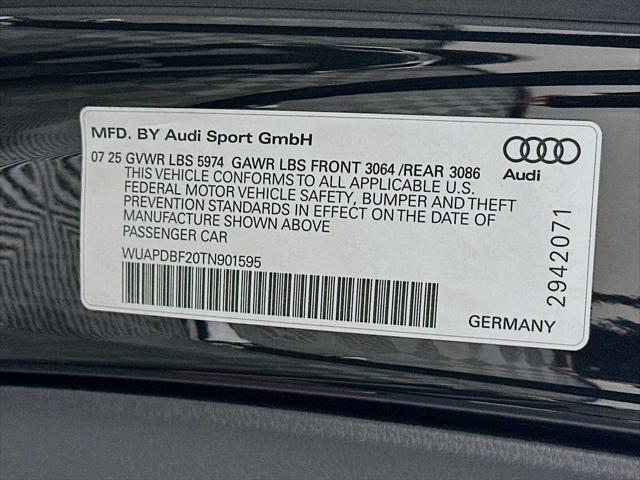 MFD. BY Audi Sport GmbH
07 25 GVWR LBS 5974 GAWR LBS FRONT 3064 /REAR 3086
THIS VEHICLE CONFORMS TO ALL APPLICABLE U.S.
FEDERAL MOTOR VEHICLE SAFETY, BUMPER AND THEFT
PREVENTION STANDARDS IN EFFECT ON THE DATE OF
MANUFACTURE SHOWN ABOVE
PASSENGER CAR
WUAPDBF20TN901595
Audi
2942071
GERMANY